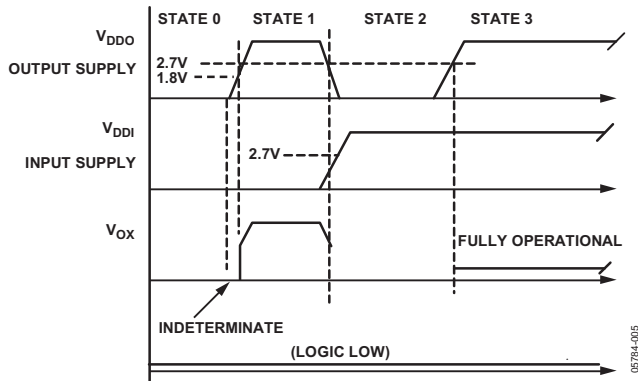 STATE 0 STATE 1 STATE 2 STATE 3
VDDO
OUTPUT SUPPLY
2.7V
1.8V
VDDI
INPUT SUPPLY
2.7V
VOX
FULLY OPERATIONAL
INDETERMINATE
(LOGIC LOW)
05784-005